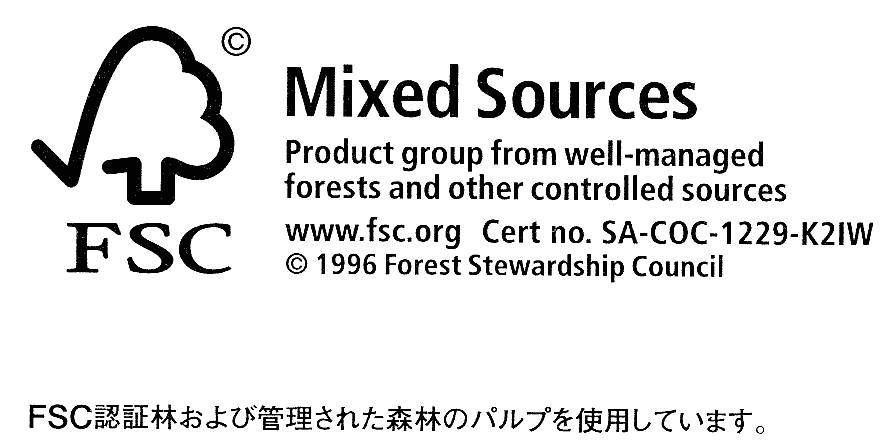 ©
Mixed Sources
Product group from well-managed
forests and other controlled sources
FSC
www.fsc.org Cert no. SA-COC-1229-K2IW
© 1996 Forest Stewardship Council
FSC認証林および管理された森林のパルプを使用しています。